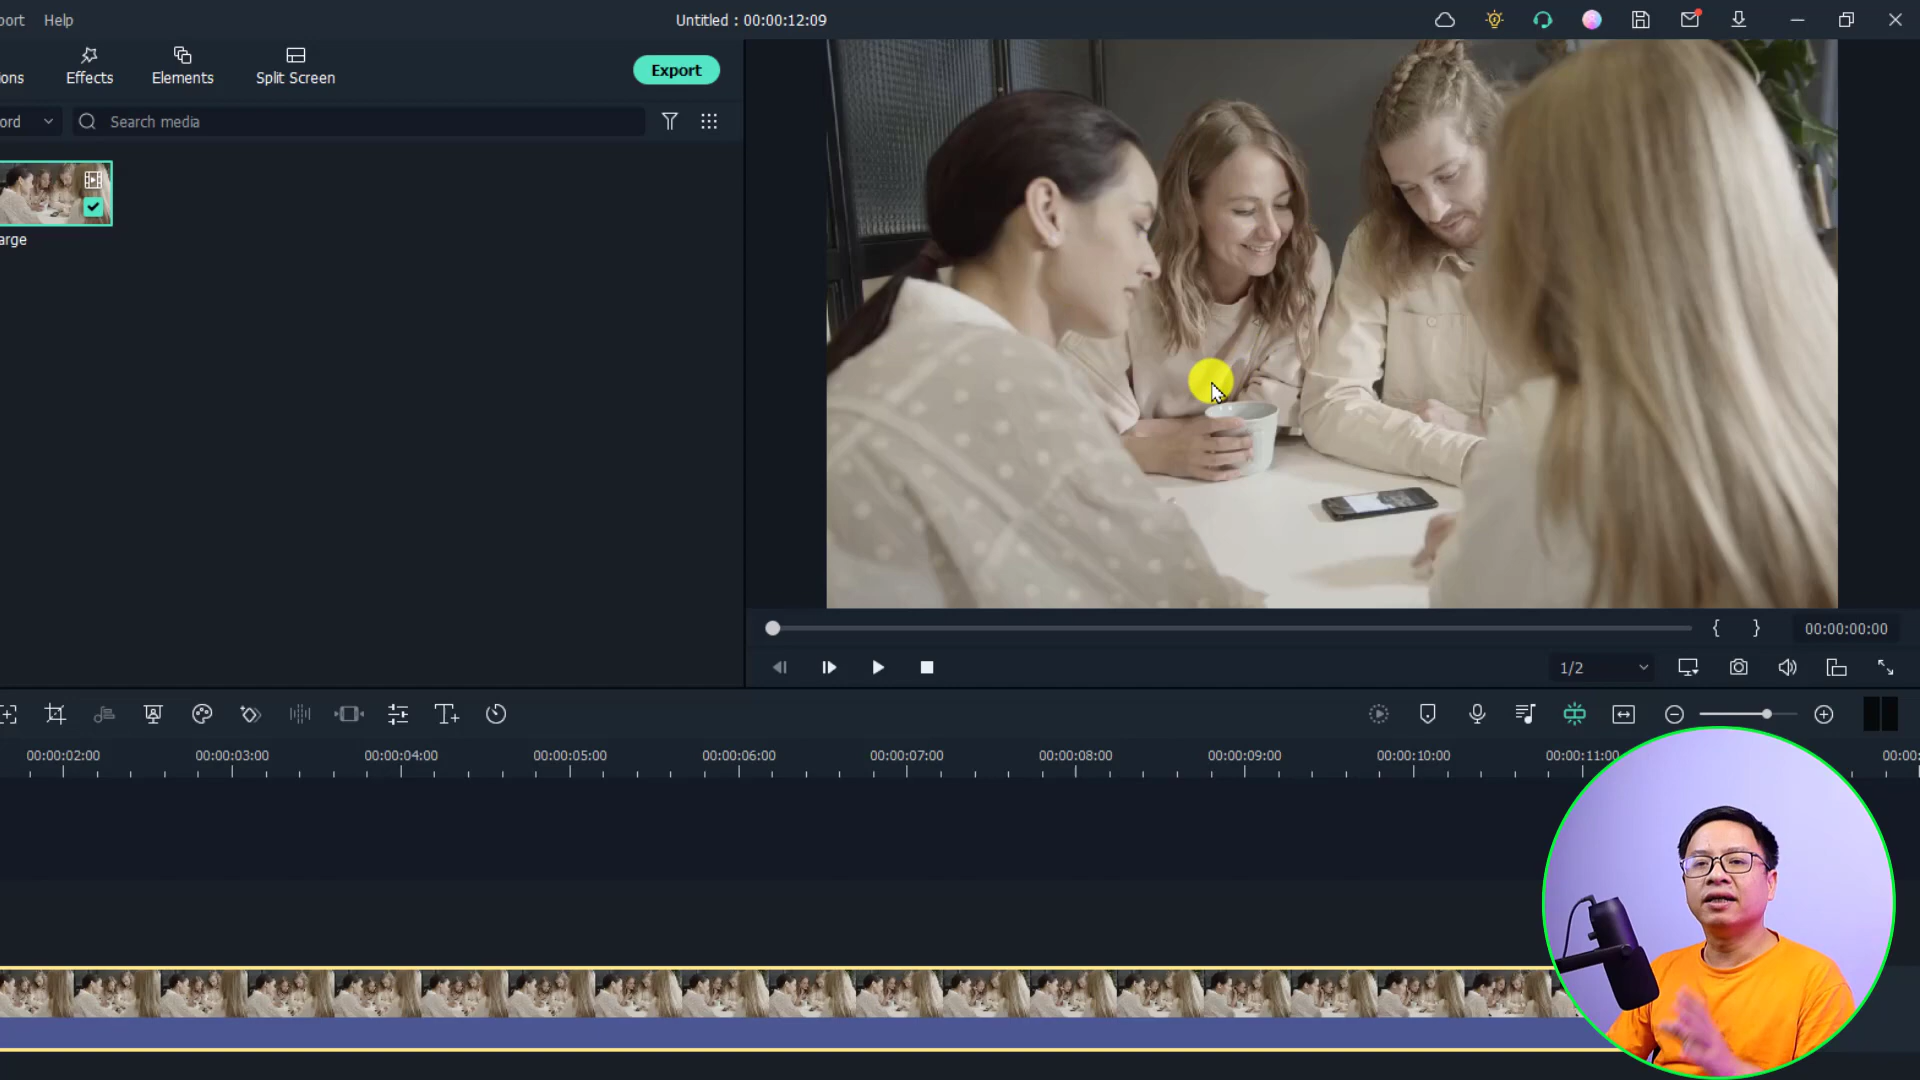 port Help
Untitled : 00:00:12:09
ons Effects Elements Split Screen
Export
ord Search media
arge
00:00:00:00
1/2
00:00:02:00 00:00:03:00 00:00:04:00 00:00:05:00 00:00:06:00 00:00:07:00 00:00:08:00 00:00:09:00 00:00:10:00 00:00:11:00 00:00: